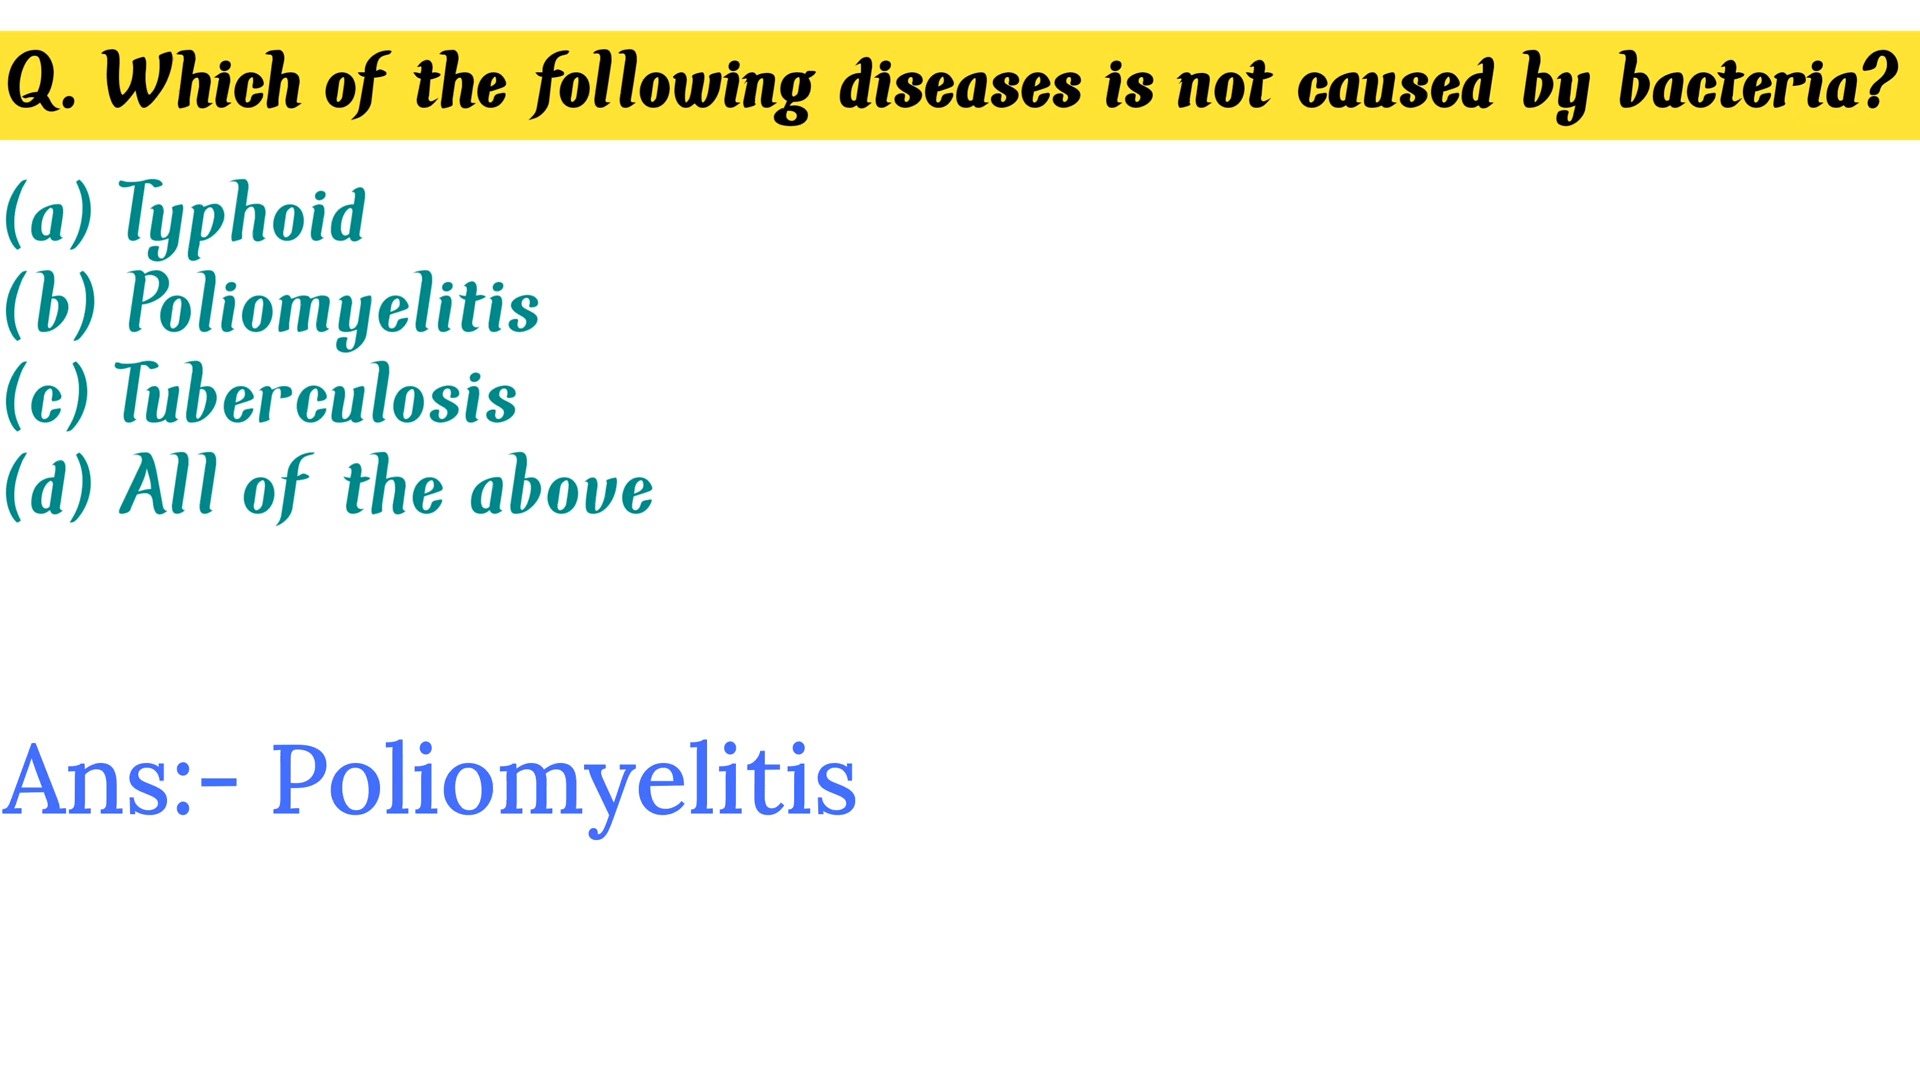 Q. Which of the following diseases is not caused by bacteria?
(a) Typhoid
(b) Poliomyelitis
(c) Tuberculosis
(d) All of the above
Ans:- Poliomyelitis